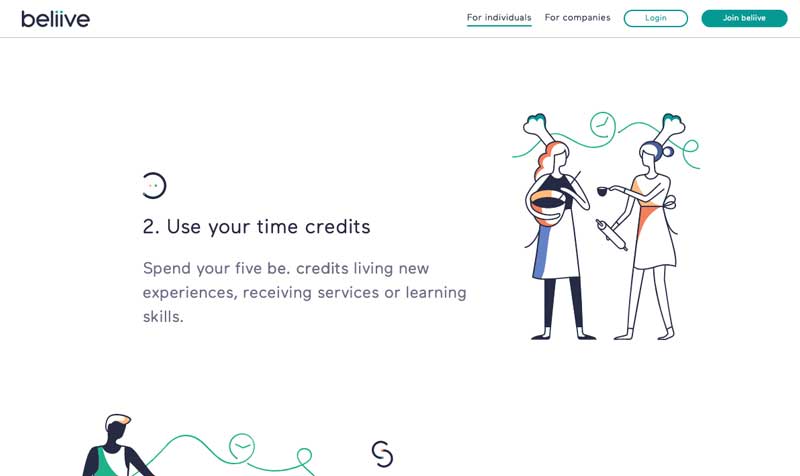 beliive
For individuals
For companies
Login
Join beliive
2. Use your time credits
Spend your five be. credits living new
experiences, receiving services or learning
skills.